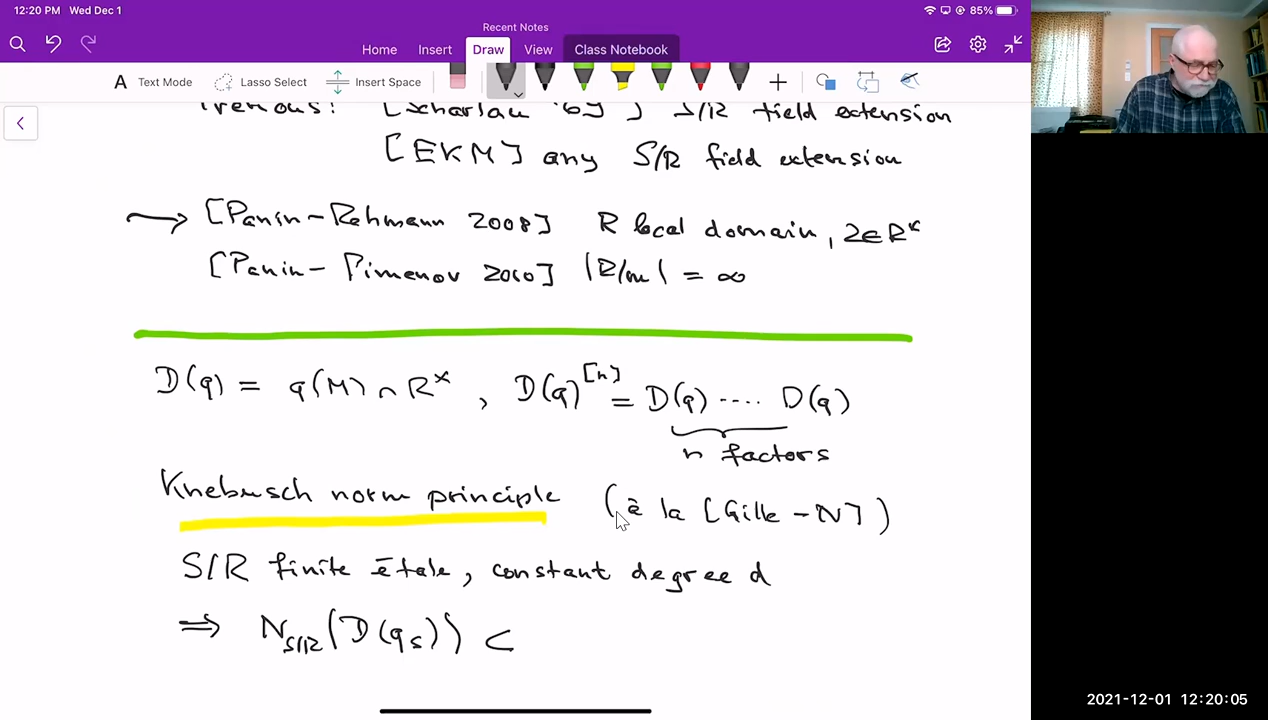 12:20 PM Wed Dec 1
85%
Recent Notes
Home Insert Draw View Class Notebook
A Text Mode Lasso Select Insert Space
[Scharlau '69] S/R field extension
[EKM] any S/R field extension
→ [Panin-Rehmann 2008] R local domain, 2∈R^×
[Panin-Pimenov 2010] |R/m| = ∞
D(q) = q(M) ∩ R^×, D(q)^[n] = D(q) ···· D(q)
n factors
Knebusch norm principle (à la [Gille-N])
S/R finite étale, constant degree d
⇒ N_{S/R}(D(q_S)) ⊂
2021-12-01 12:20:05